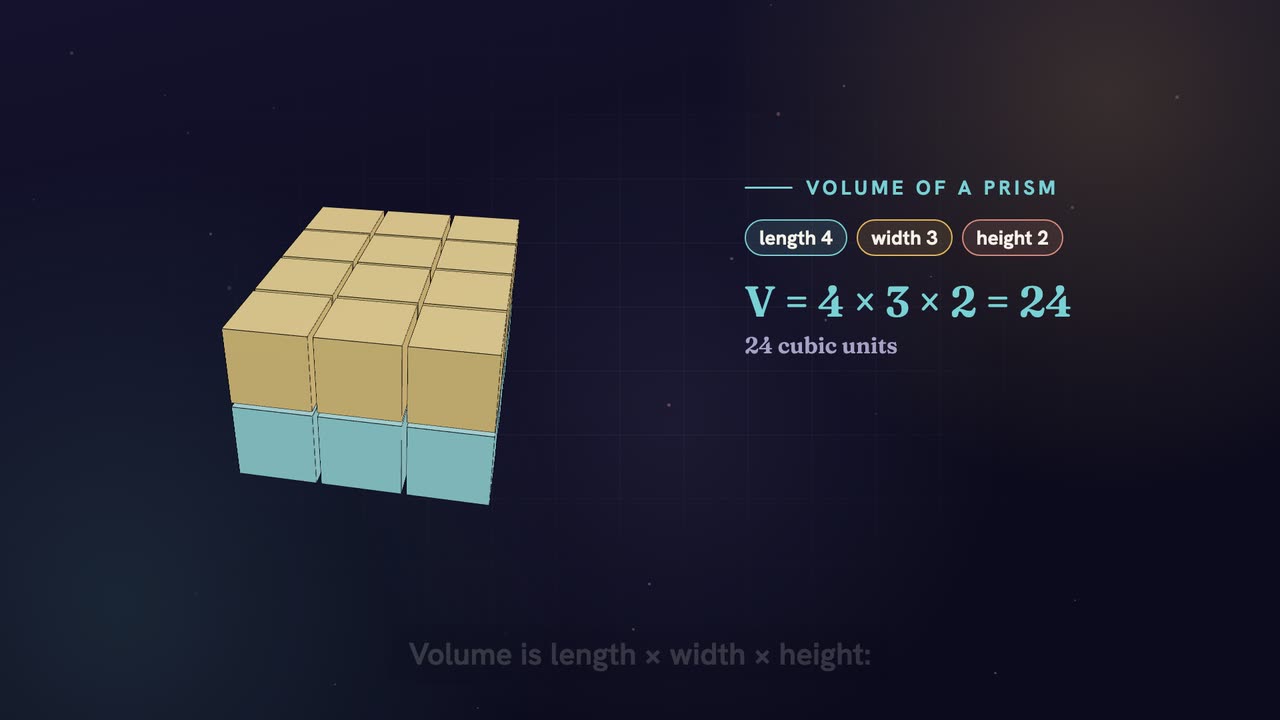 VOLUME OF A PRISM
length 4 width 3 height 2
V = 4 × 3 × 2 = 24
24 cubic units
Volume is length × width × height: